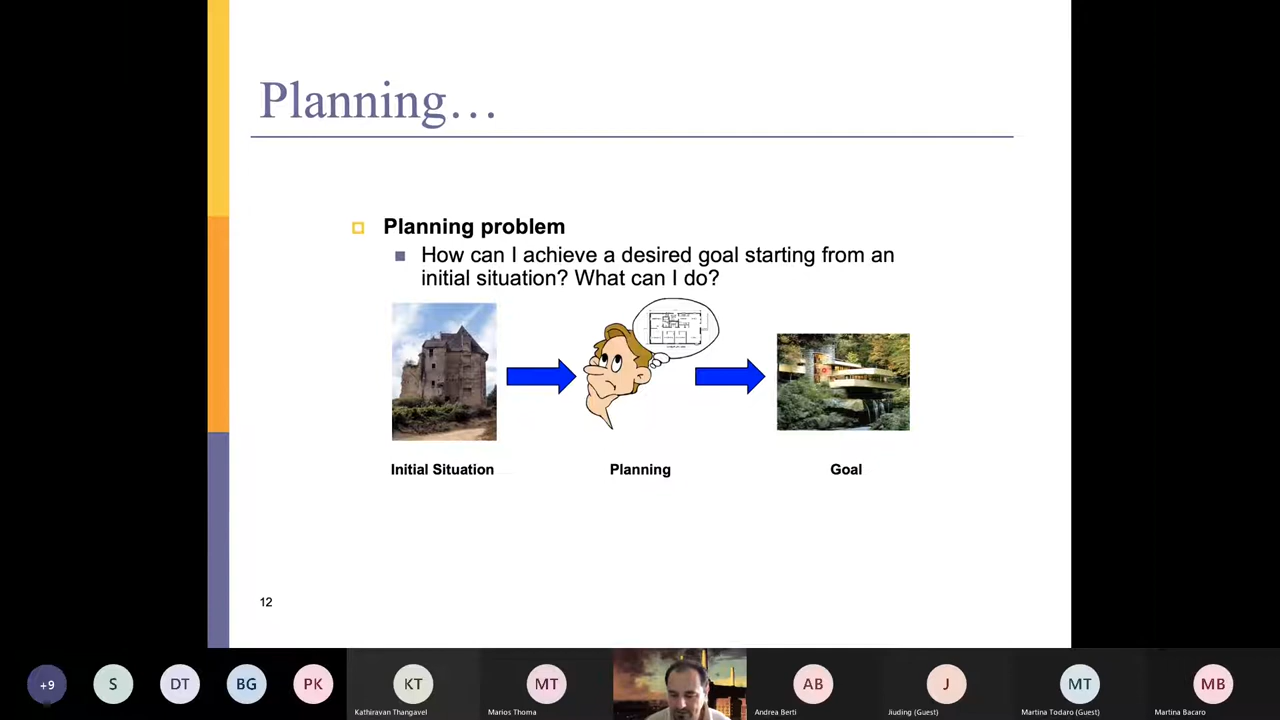 Planning…
Planning problem
How can I achieve a desired goal starting from an
initial situation? What can I do?
Initial Situation
Planning
Goal
12
+9
S
DT
BG
PK
KT
MT
AB
J
MT
MB
Kathiravan Thangavel
Marios Thoma
Andrea Berti
Jiuding (Guest)
Martina Todaro (Guest)
Martina Bacaro